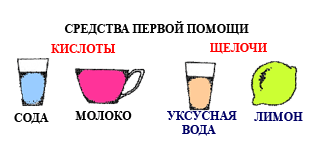 СРЕДСТВА ПЕРВОЙ ПОМОЩИ
КИСЛОТЫ ЩЕЛОЧИ
СОДА МОЛОКО УКСУСНАЯ ВОДА ЛИМОН